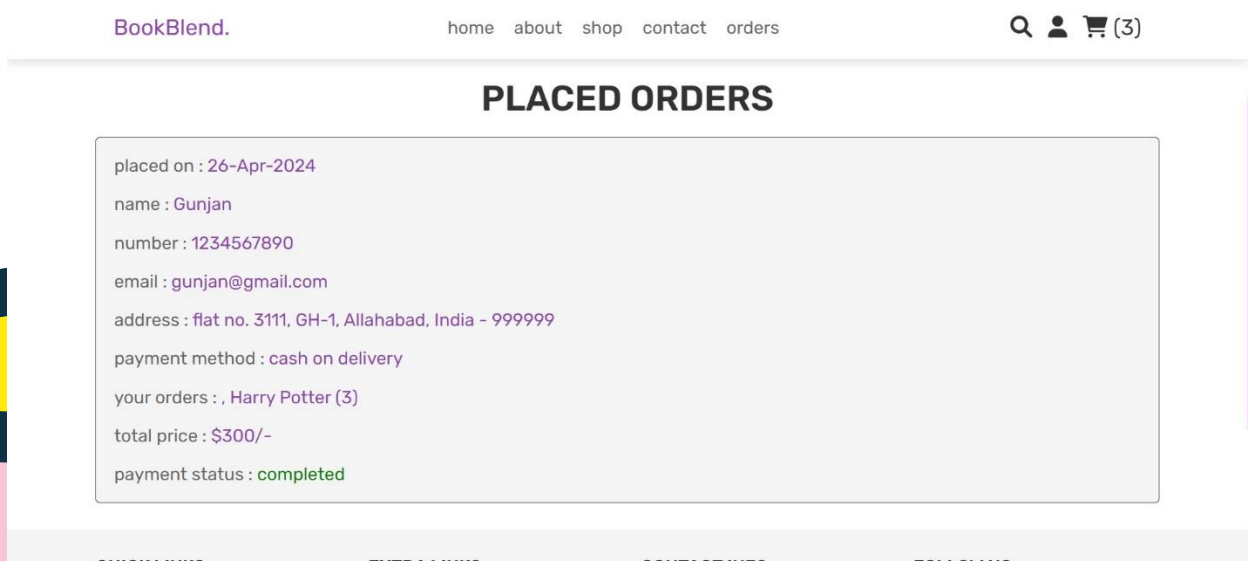 BookBlend. home about shop contact orders (3)
PLACED ORDERS
placed on : 26-Apr-2024
name : Gunjan
number : 1234567890
email : gunjan@gmail.com
address : flat no. 3111, GH-1, Allahabad, India - 999999
payment method : cash on delivery
your orders : , Harry Potter (3)
total price : $300/-
payment status : completed